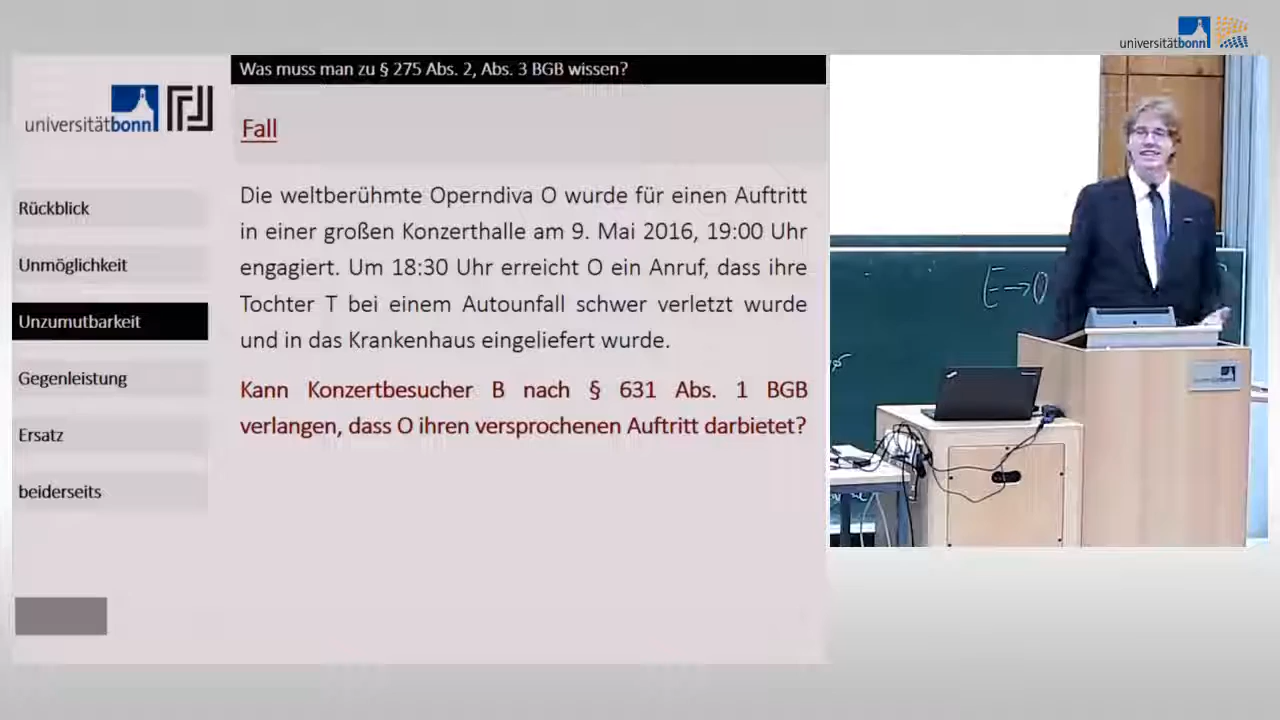 universitätbonn
Was muss man zu § 275 Abs. 2, Abs. 3 BGB wissen?
universitätbonn
Fall
Die weltberühmte Operndiva O wurde für einen Auftritt
in einer großen Konzerthalle am 9. Mai 2016, 19:00 Uhr
engagiert. Um 18:30 Uhr erreicht O ein Anruf, dass ihre
Tochter T bei einem Autounfall schwer verletzt wurde
und in das Krankenhaus eingeliefert wurde.
Kann Konzertbesucher B nach § 631 Abs. 1 BGB
verlangen, dass O ihren versprochenen Auftritt darbietet?
Rückblick
Unmöglichkeit
Unzumutbarkeit
Gegenleistung
Ersatz
beiderseits
E→O